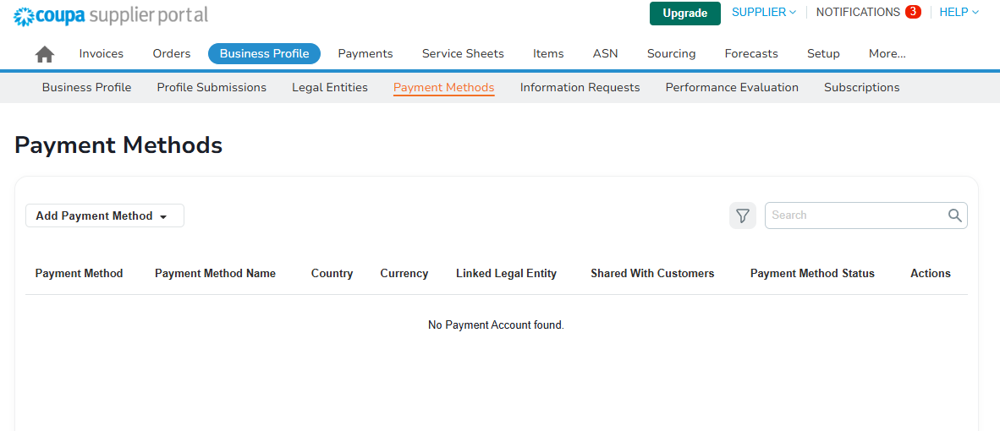 coupa supplier portal
Upgrade SUPPLIER NOTIFICATIONS 3 HELP
Invoices Orders Business Profile Payments Service Sheets Items ASN Sourcing Forecasts Setup More...
Business Profile Profile Submissions Legal Entities Payment Methods Information Requests Performance Evaluation Subscriptions
Payment Methods
Add Payment Method Search
Payment Method Payment Method Name Country Currency Linked Legal Entity Shared With Customers Payment Method Status Actions
No Payment Account found.